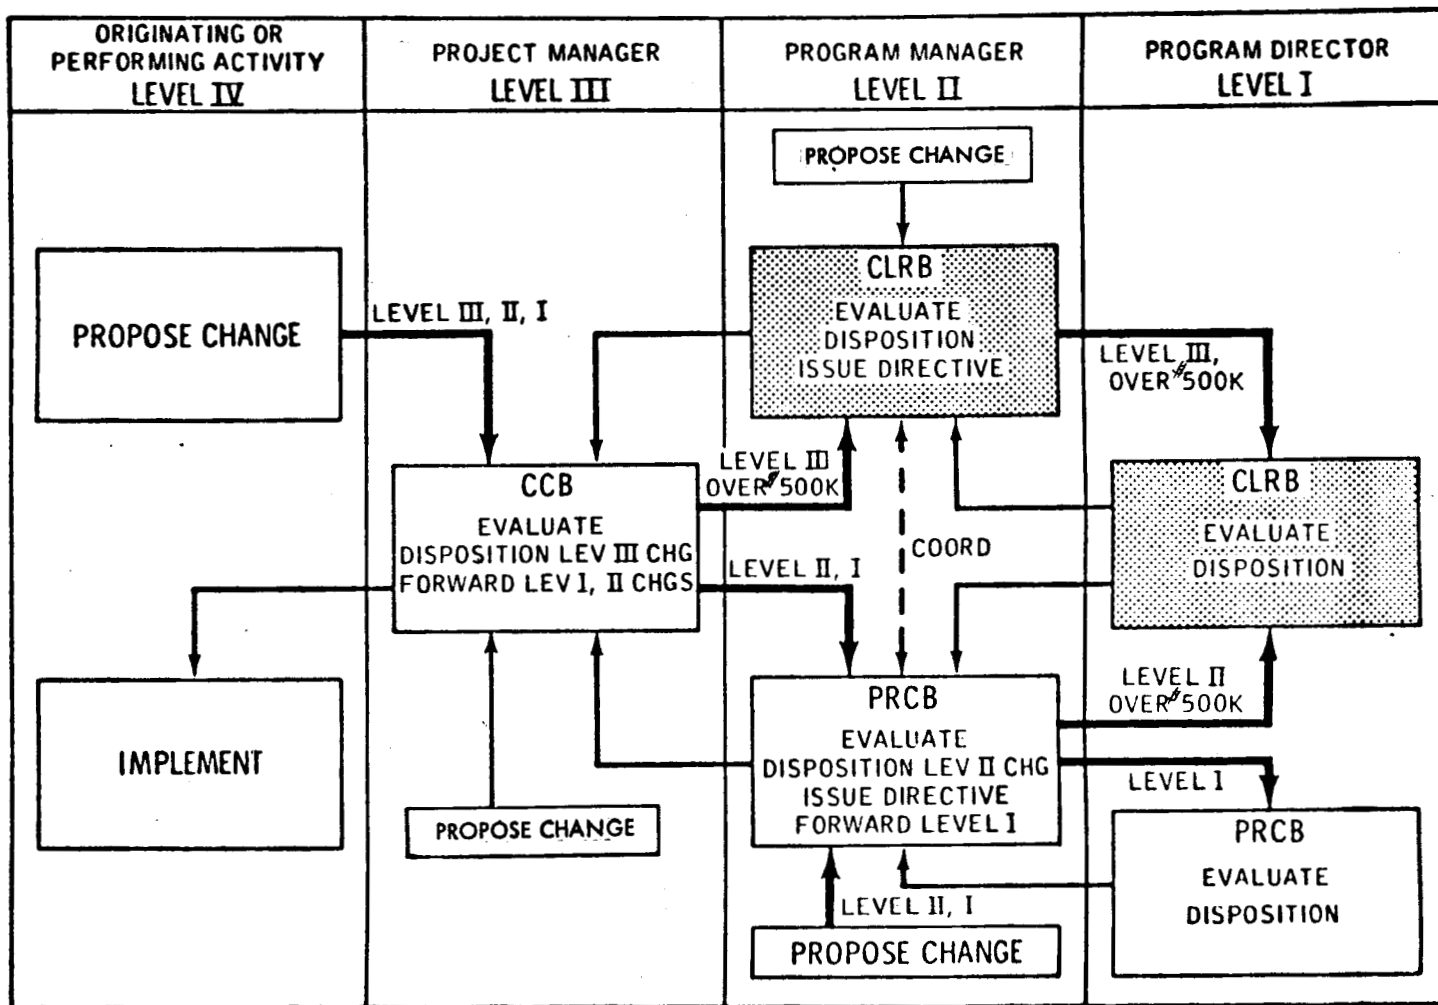 ORIGINATING OR
PERFORMING ACTIVITY
LEVEL IV
PROJECT MANAGER
LEVEL III
PROGRAM MANAGER
LEVEL II
PROGRAM DIRECTOR
LEVEL I
PROPOSE CHANGE
PROPOSE CHANGE
LEVEL III, II, I
CLRB
EVALUATE
DISPOSITION
ISSUE DIRECTIVE
LEVEL III,
OVER $500K
CCB
EVALUATE
DISPOSITION LEV III CHG
FORWARD LEV I, II CHGS
LEVEL III
OVER $500K
COORD
CLRB
EVALUATE
DISPOSITION
LEVEL II, I
IMPLEMENT
PROPOSE CHANGE
PRCB
EVALUATE
DISPOSITION LEV II CHG
ISSUE DIRECTIVE
FORWARD LEVEL I
LEVEL II
OVER $500K
LEVEL I
PRCB
EVALUATE
DISPOSITION
LEVEL II, I
PROPOSE CHANGE